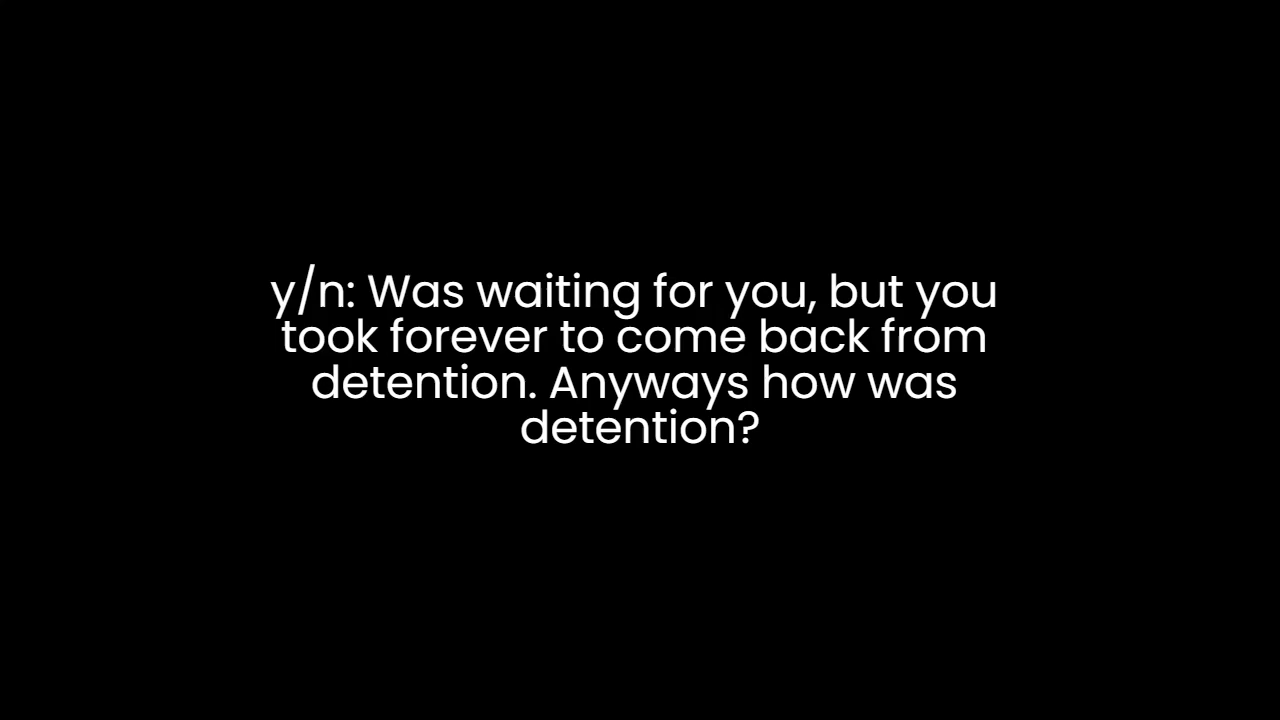 y/n: Was waiting for you, but you
took forever to come back from
detention. Anyways how was
detention?